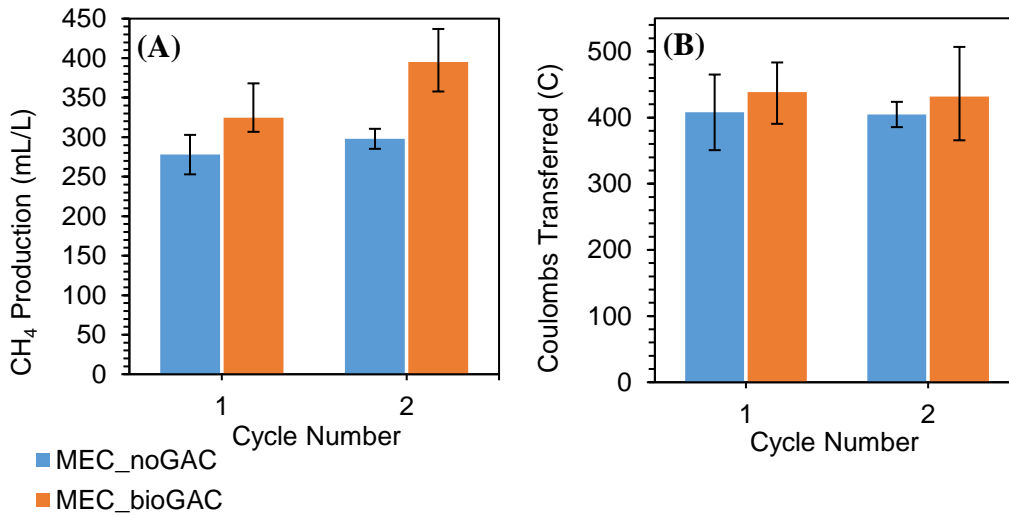 (A)
CH4 Production (mL/L)
450
400
350
300
250
200
150
100
50
0
1
2
Cycle Number
(B)
Coulombs Transferred (C)
500
400
300
200
100
0
1
2
Cycle Number
MEC_noGAC
MEC_bioGAC